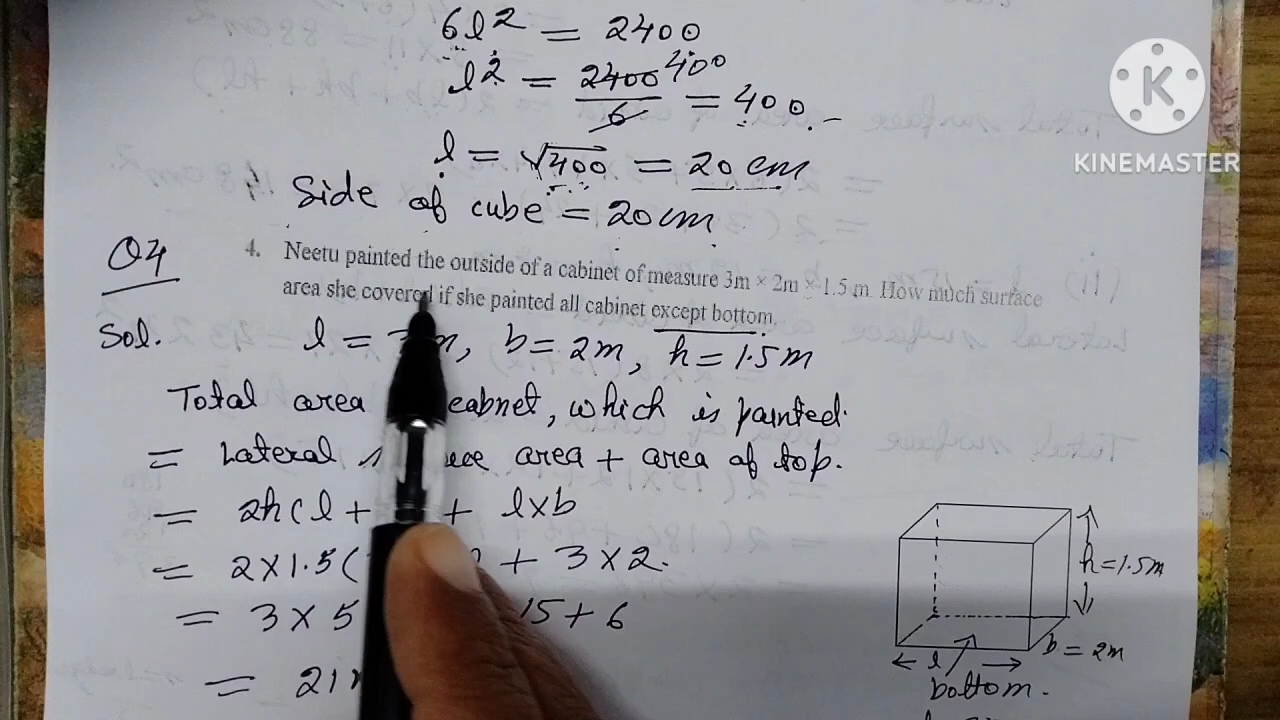 6l² = 2400
l² = 2400/6 400 = 400
l = √400 = 20 cm
Side of cube = 20cm
Q4
4. Neetu painted the outside of a cabinet of measure 3m × 2m × 1.5 m. How much surface
area she covered if she painted all cabinet except bottom.
Sol. l = m, b = 2m, h = 1.5m
Total area cabnet, which is painted.
= Lateral area + area of top.
= 2h(l + + l×b
= 2×1.5( + 3×2.
= 3×5 15+6
= 21
h=1.5m
b = 2m
l
bottom.
K
KINEMASTER